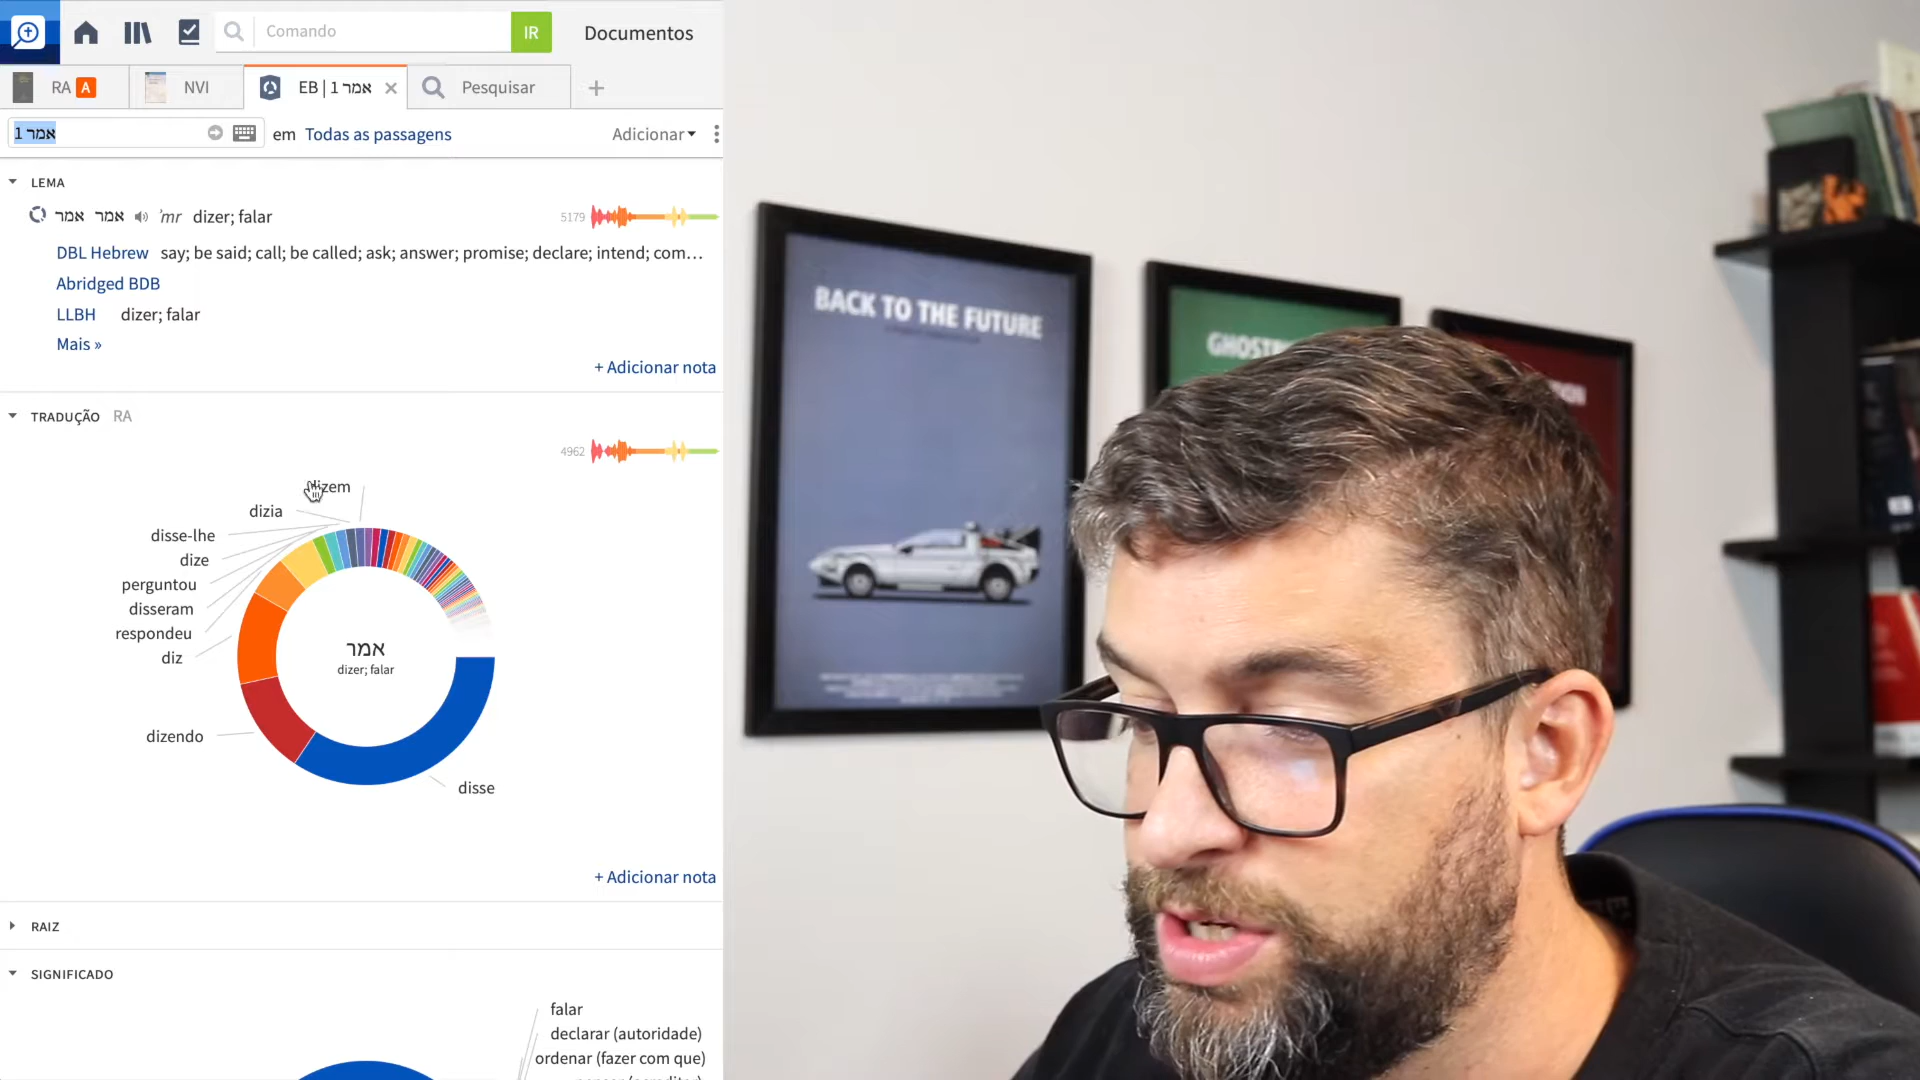 Comando
IR
Documentos
RA A
NVI
EB | אמר 1
Pesquisar
אמר 1
em Todas as passagens
Adicionar
LEMA
אמר אמר ʾmr dizer; falar
5179
DBL Hebrew say; be said; call; be called; ask; answer; promise; declare; intend; com…
Abridged BDB
LLBH dizer; falar
Mais »
+ Adicionar nota
TRADUÇÃO RA
4962
dizem
dizia
disse-lhe
dize
perguntou
disseram
respondeu
diz
dizendo
disse
אמר
dizer; falar
+ Adicionar nota
RAIZ
SIGNIFICADO
falar
declarar (autoridade)
ordenar (fazer com que)
BACK TO THE FUTURE